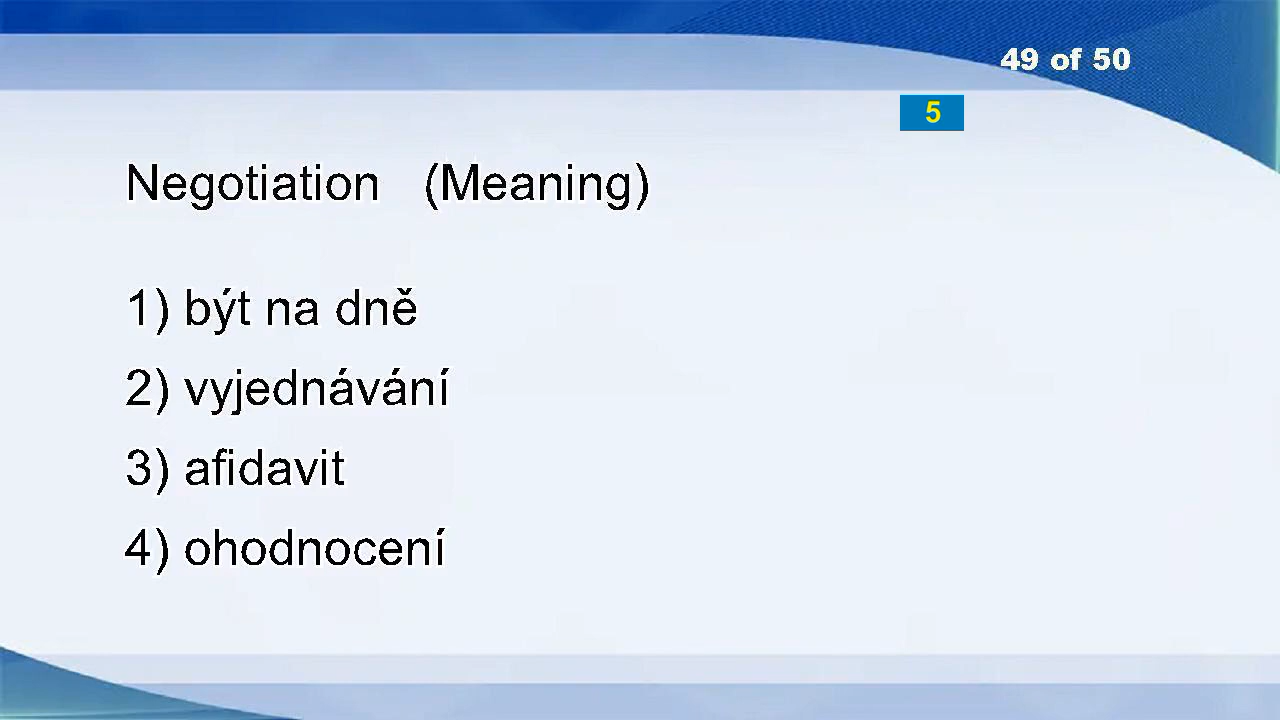 49 of 50
5
Negotiation (Meaning)
1) být na dně
2) vyjednávání
3) afidavit
4) ohodnocení